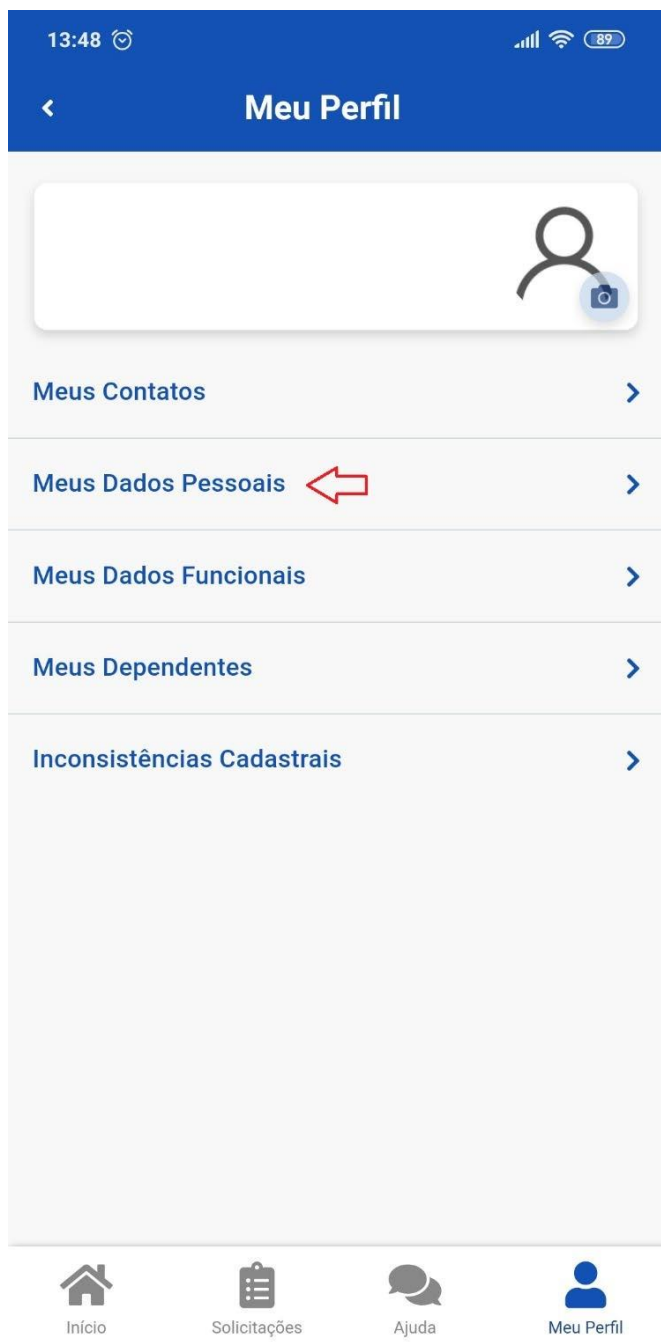 13:48
89
Meu Perfil
Meus Contatos
Meus Dados Pessoais
Meus Dados Funcionais
Meus Dependentes
Inconsistências Cadastrais
Início
Solicitações
Ajuda
Meu Perfil